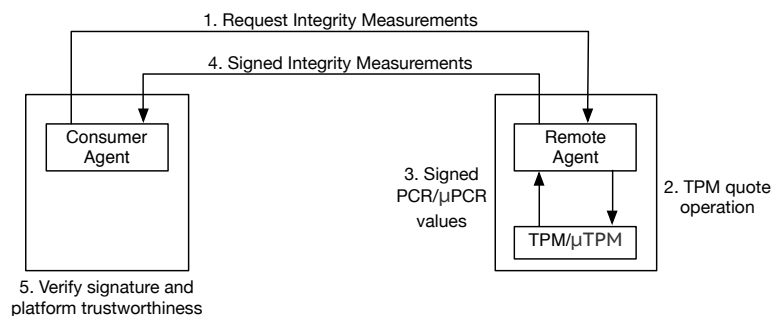 1. Request Integrity Measurements
4. Signed Integrity Measurements
Consumer
Agent
Remote
Agent
3. Signed
PCR/μPCR
values
2. TPM quote
operation
TPM/μTPM
5. Verify signature and
platform trustworthiness